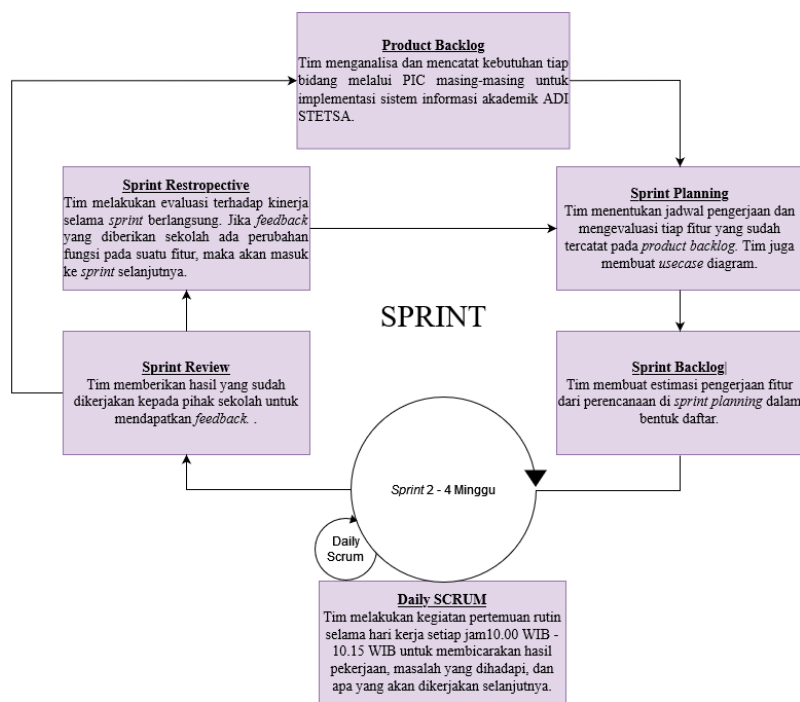 Product Backlog
Tim menganalisa dan mencatat kebutuhan tiap
bidang melalui PIC masing-masing untuk
implementasi sistem informasi akademik ADI
STETSA.
Sprint Restropective
Tim melakukan evaluasi terhadap kinerja
selama sprint berlangsung. Jika feedback
yang diberikan sekolah ada perubahan
fungsi pada suatu fitur, maka akan masuk
ke sprint selanjutnya.
Sprint Planning
Tim menentukan jadwal pengerjaan dan
mengevaluasi tiap fitur yang sudah
tercatat pada product backlog. Tim juga
membuat usecase diagram.
SPRINT
Sprint Review
Tim memberikan hasil yang sudah
dikerjakan kepada pihak sekolah untuk
mendapatkan feedback. .
Sprint Backlog
Tim membuat estimasi pengerjaan fitur
dari perencanaan di sprint planning dalam
bentuk daftar.
Sprint 2 - 4 Minggu
Daily
Scrum
Daily SCRUM
Tim melakukan kegiatan pertemuan rutin
selama hari kerja setiap jam10.00 WIB -
10.15 WIB untuk membicarakan hasil
pekerjaan, masalah yang dihadapi, dan
apa yang akan dikerjakan selanjutnya.